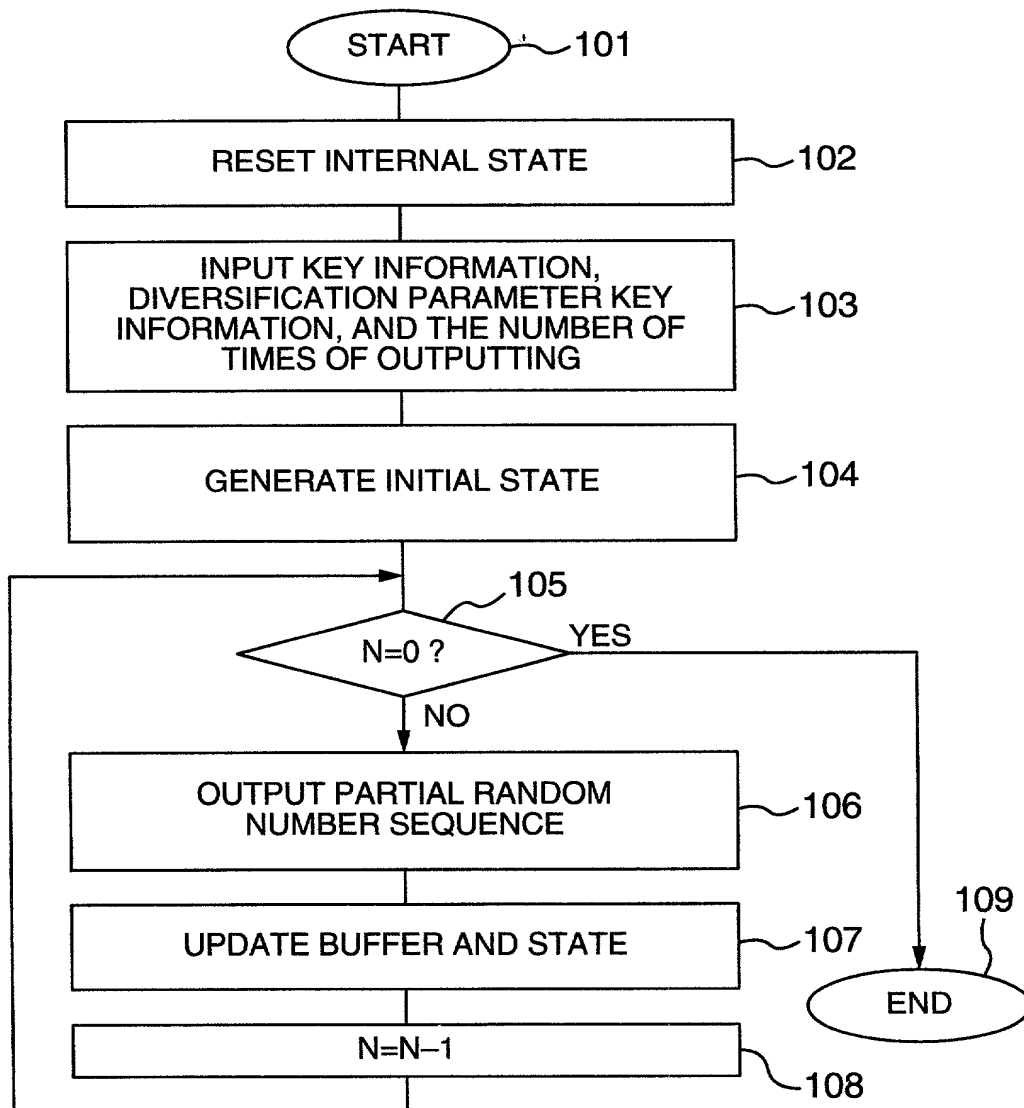 START
101
RESET INTERNAL STATE
102
INPUT KEY INFORMATION,
DIVERSIFICATION PARAMETER KEY
INFORMATION, AND THE NUMBER OF
TIMES OF OUTPUTTING
103
GENERATE INITIAL STATE
104
105
N=0 ?
YES
NO
OUTPUT PARTIAL RANDOM
NUMBER SEQUENCE
106
UPDATE BUFFER AND STATE
107
109
END
N=N–1
108